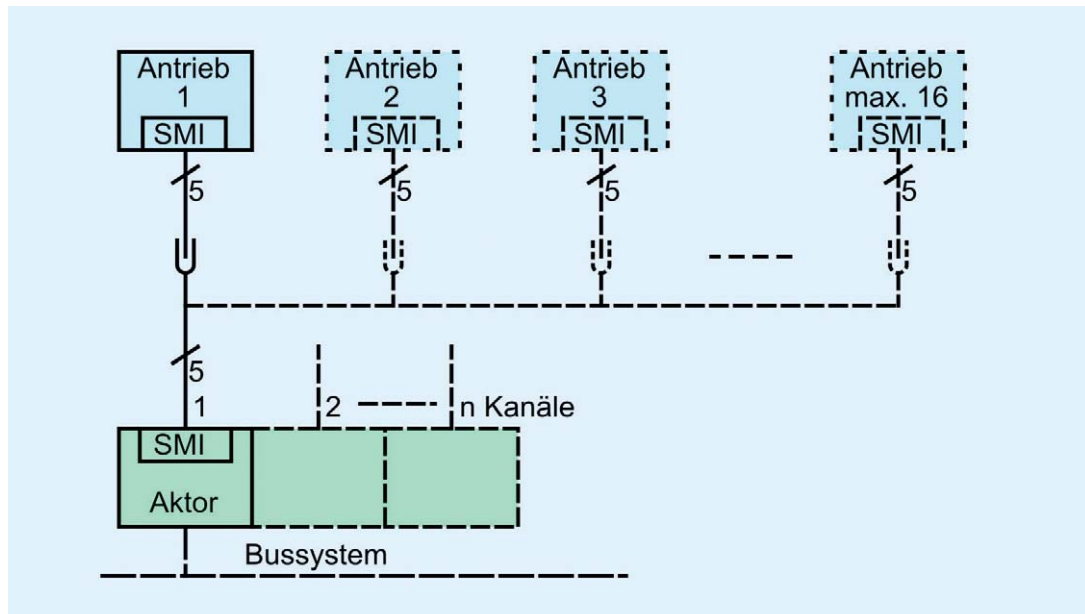 Antrieb
1
SMI
Antrieb
2
SMI
Antrieb
3
SMI
Antrieb
max. 16
SMI
5
5
5
5
5
1
2
n Kanäle
SMI
Aktor
Bussystem